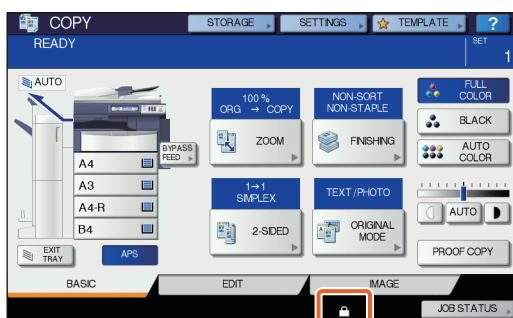 COPY
STORAGE
SETTINGS
TEMPLATE
?
READY
SET
1
AUTO
A4
A3
A4-R
B4
BYPASS
FEED
EXIT
TRAY
APS
100 %
ORG → COPY
ZOOM
NON-SORT
NON-STAPLE
FINISHING
1→1
SIMPLEX
2-SIDED
TEXT/PHOTO
ORIGINAL
MODE
FULL
COLOR
BLACK
AUTO
COLOR
AUTO
PROOF COPY
BASIC
EDIT
IMAGE
JOB STATUS